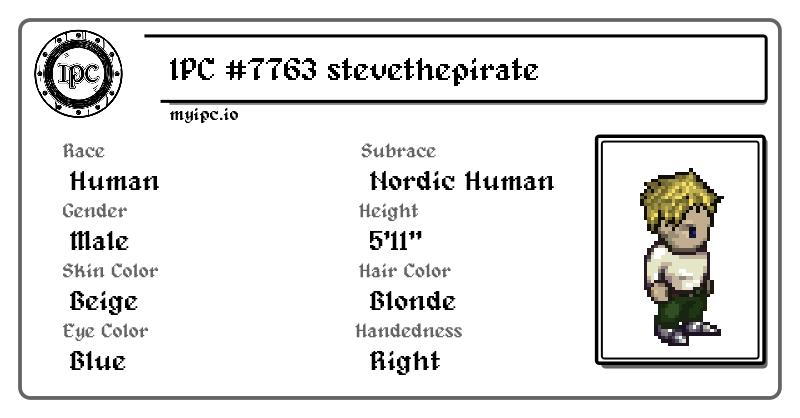 IPC
IPC #7763 stevethepirate
myipc.io
Race
Subrace
Human
Nordic Human
Gender
Height
Male
5'11"
Skin Color
Hair Color
Beige
Blonde
Eye Color
Handedness
Blue
Right